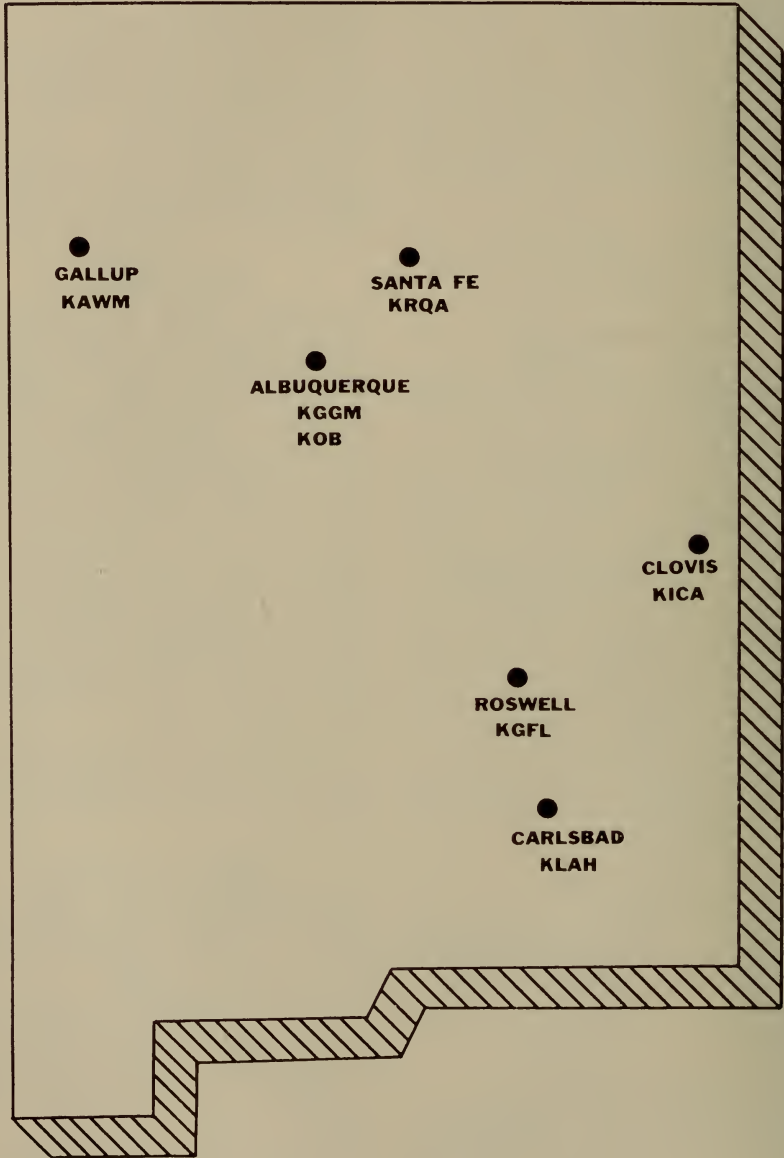 GALLUP
KAWM
SANTA FE
KRQA
ALBUQUERQUE
KGGM
KOB
CLOVIS
KICA
ROSWELL
KGFL
CARLSBAD
KLAH